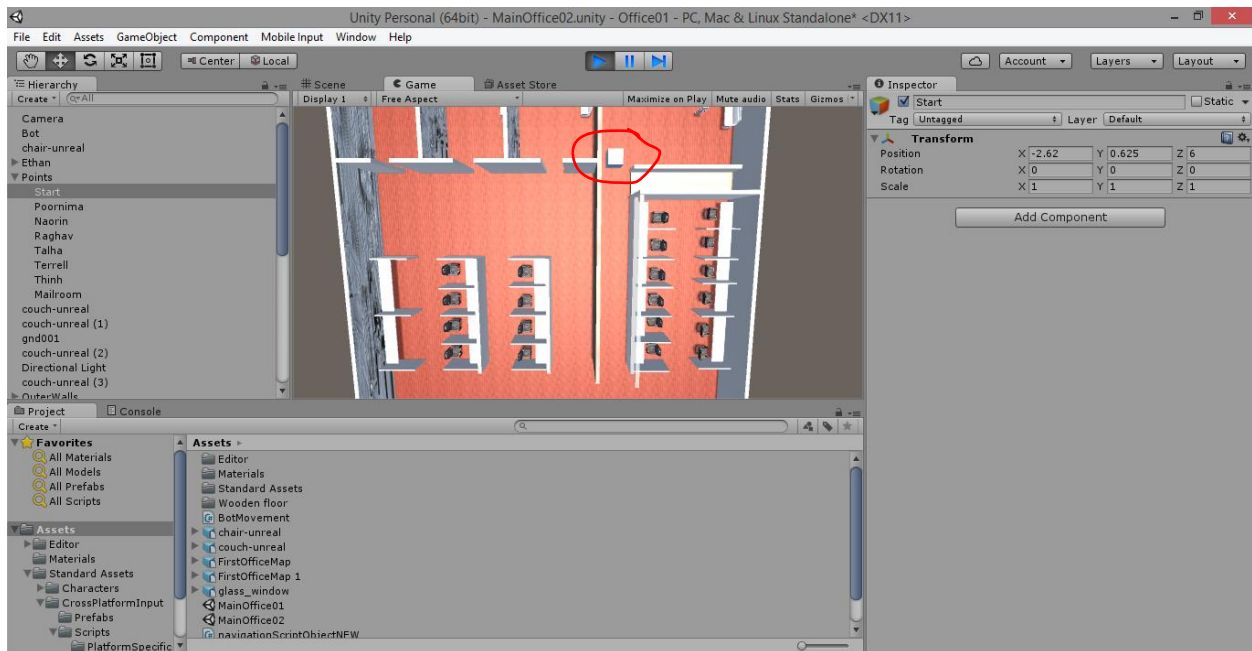 Unity Personal (64bit) - MainOffice02.unity - Office01 - PC, Mac & Linux Standalone* <DX11>
File Edit Assets GameObject Component Mobile Input Window Help
Center Local Account Layers Layout
Hierarchy
Create All
Camera
Bot
chair-unreal
Ethan
Points
Start
Poornima
Naorin
Raghav
Talha
Terrell
Thinh
Mailroom
couch-unreal
couch-unreal (1)
gnd001
couch-unreal (2)
Directional Light
couch-unreal (3)
OuterWalls
Scene Game Asset Store
Display 1 Free Aspect Maximize on Play Mute audio Stats Gizmos
Inspector
Start Static
Tag Untagged Layer Default
Transform
Position X -2.62 Y 0.625 Z 6
Rotation X 0 Y 0 Z 0
Scale X 1 Y 1 Z 1
Add Component
Project Console
Create
Favorites
All Materials
All Models
All Prefabs
All Scripts
Assets
Editor
Materials
Standard Assets
Characters
CrossPlatformInput
Prefabs
Scripts
PlatformSpecific
Assets
Editor
Materials
Standard Assets
Wooden floor
BotMovement
chair-unreal
couch-unreal
FirstOfficeMap
FirstOfficeMap 1
glass_window
MainOffice01
MainOffice02
navigationScriptObjectNEW